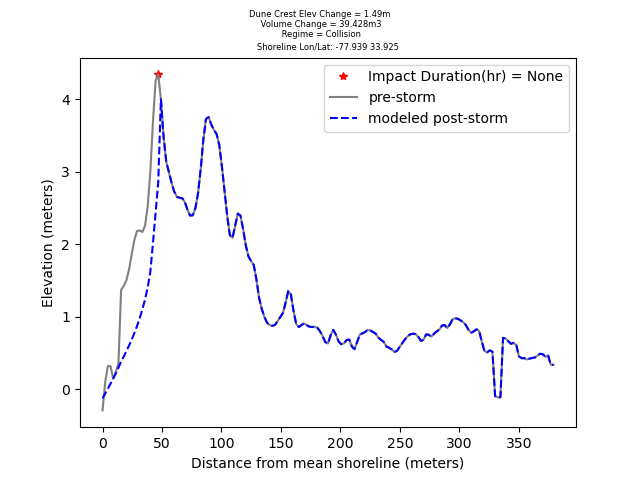 Dune Crest Elev Change = 1.49m
Volume Change = 39.428m3
Regime = Collision
Shoreline Lon/Lat: -77.939 33.925
Impact Duration(hr) = None
pre-storm
modeled post-storm
4
3
2
1
0
Elevation (meters)
0 50 100 150 200 250 300 350
Distance from mean shoreline (meters)